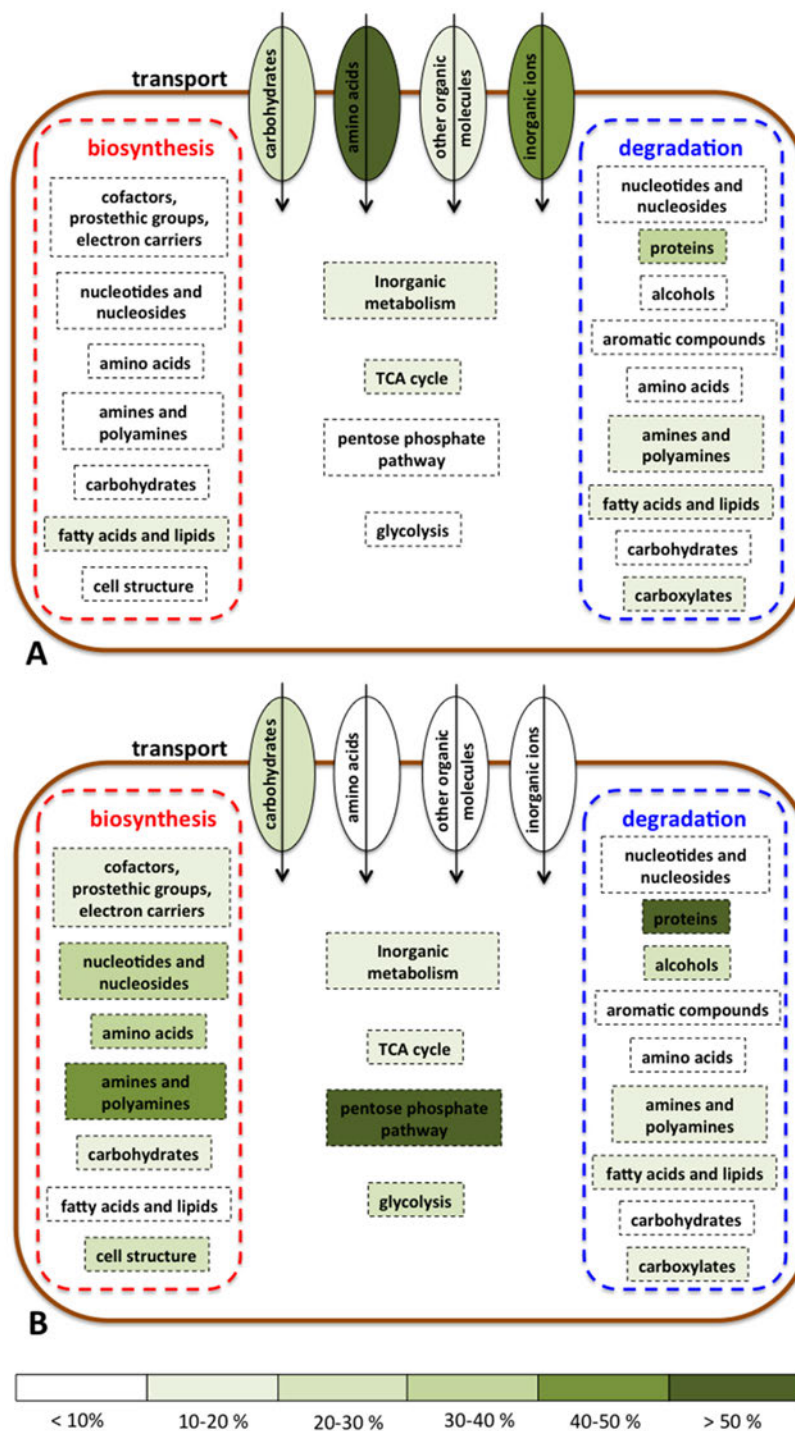 transport
carbohydrates
amino acids
other organic
molecules
inorganic ions
biosynthesis
cofactors,
prostethic groups,
electron carriers
nucleotides and
nucleosides
amino acids
amines and
polyamines
carbohydrates
fatty acids and lipids
cell structure
Inorganic
metabolism
TCA cycle
pentose phosphate
pathway
glycolysis
degradation
nucleotides and
nucleosides
proteins
alcohols
aromatic compounds
amino acids
amines and
polyamines
fatty acids and lipids
carbohydrates
carboxylates
A
transport
carbohydrates
amino acids
other organic
molecules
inorganic ions
biosynthesis
cofactors,
prostethic groups,
electron carriers
nucleotides and
nucleosides
amino acids
amines and
polyamines
carbohydrates
fatty acids and lipids
cell structure
Inorganic
metabolism
TCA cycle
pentose phosphate
pathway
glycolysis
degradation
nucleotides and
nucleosides
proteins
alcohols
aromatic compounds
amino acids
amines and
polyamines
fatty acids and lipids
carbohydrates
carboxylates
B
< 10% 10-20 % 20-30 % 30-40 % 40-50 % > 50 %